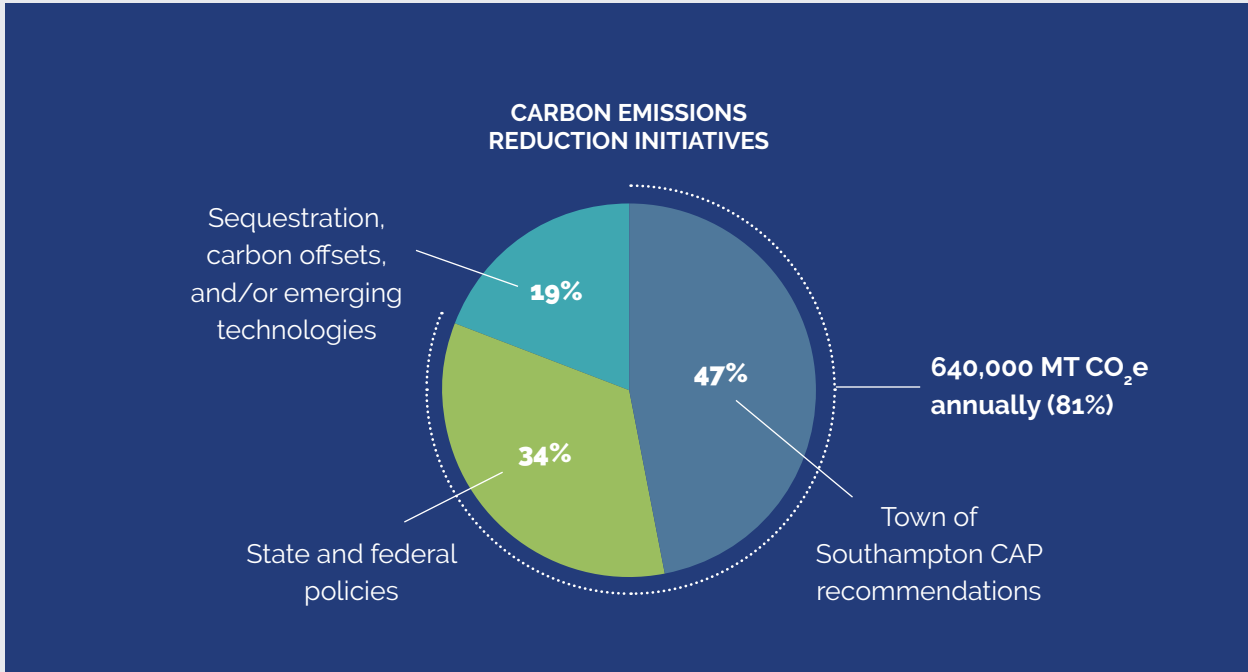 CARBON EMISSIONS
REDUCTION INITIATIVES
Sequestration,
carbon offsets,
and/or emerging
technologies
19%
47%
34%
640,000 MT CO₂e
annually (81%)
State and federal
policies
Town of
Southampton CAP
recommendations